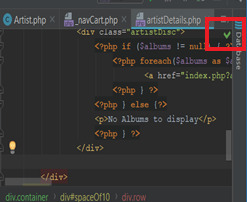 Artist.php × _navCart.php × artistDetails.php ×
<div class="artistDisc">
<?php if ($albums != null) { ?>
<?php foreach($albums as $a
<a href="index.php?a
<?php } ?>
<?php } else {?>
<p>No Albums to display</p>
<?php } ?>
</div>
</div>
div.container › div#spaceOf10 › div.row
Database